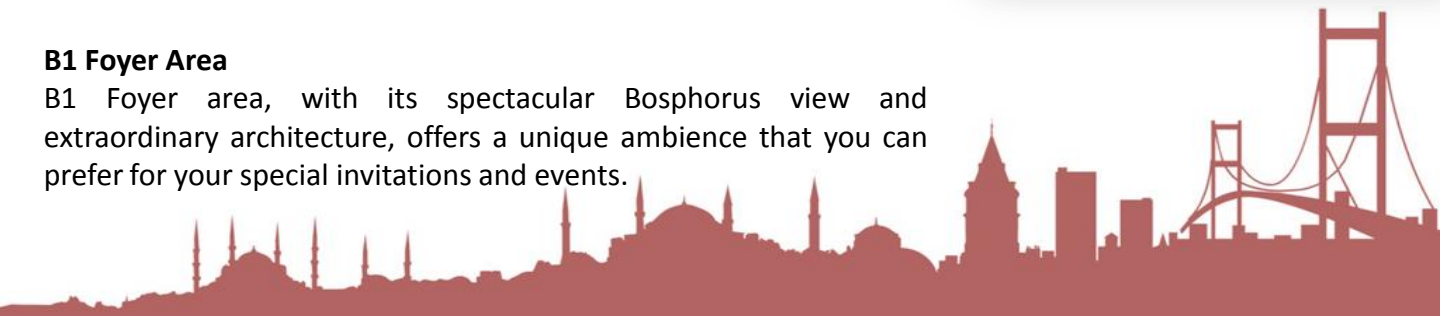 B1 Foyer Area
B1 Foyer area, with its spectacular Bosphorus view and
extraordinary architecture, offers a unique ambience that you can
prefer for your special invitations and events.